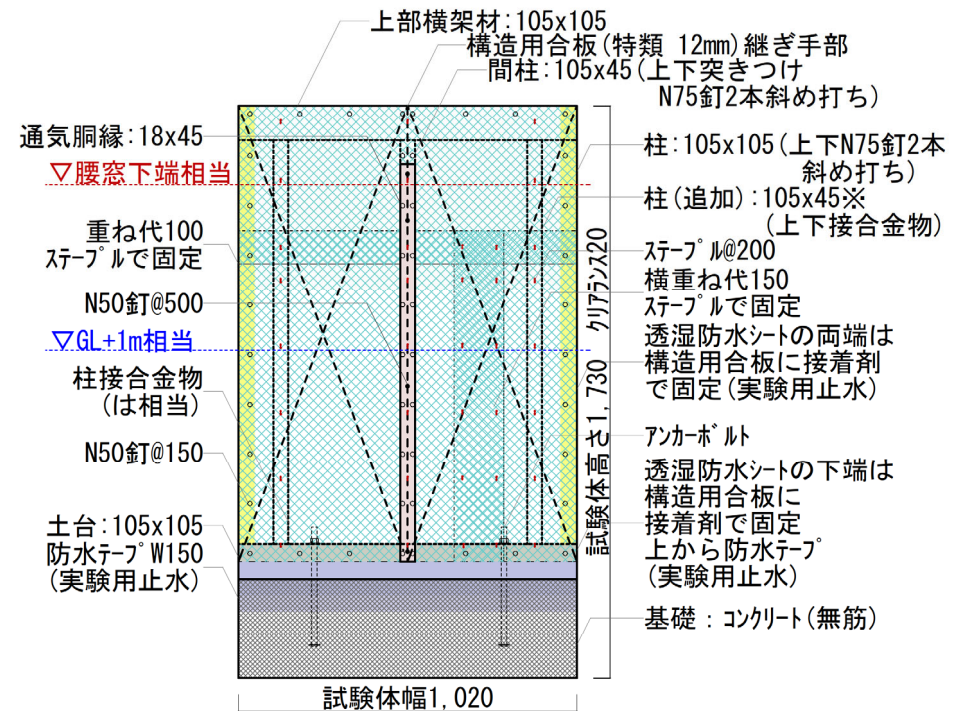 上部横架材:105x105
構造用合板(特類 12mm)継ぎ手部
間柱:105x45(上下突きつけ
N75釘2本斜め打ち)
通気胴縁:18x45
▽腰窓下端相当
重ね代100
ステープルで固定
N50釘@500
▽GL+1m相当
柱接合金物
(は相当)
N50釘@150
土台:105x105
防水テープW150
(実験用止水)
柱:105x105(上下N75釘2本
斜め打ち)
柱(追加):105x45※
(上下接合金物)
ステープル@200
横重ね代150
ステープルで固定
透湿防水シートの両端は
構造用合板に接着剤
で固定(実験用止水)
アンカーボルト
透湿防水シートの下端は
構造用合板に
接着剤で固定
上から防水テープ
(実験用止水)
基礎:コンクリート(無筋)
クリアランス20
試験体高さ1,730
試験体幅1,020